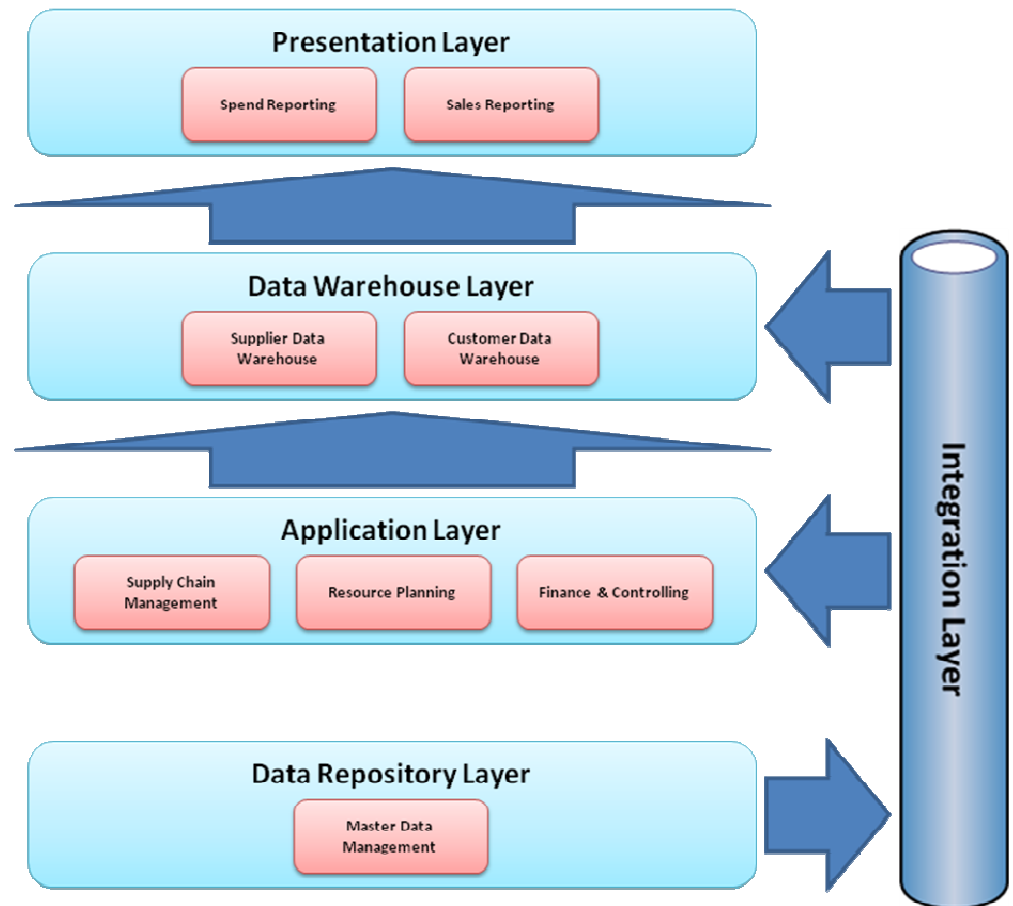 Presentation Layer
Spend Reporting
Sales Reporting
Data Warehouse Layer
Supplier Data
Warehouse
Customer Data
Warehouse
Application Layer
Supply Chain
Management
Resource Planning
Finance & Controlling
Data Repository Layer
Master Data
Management
Integration Layer